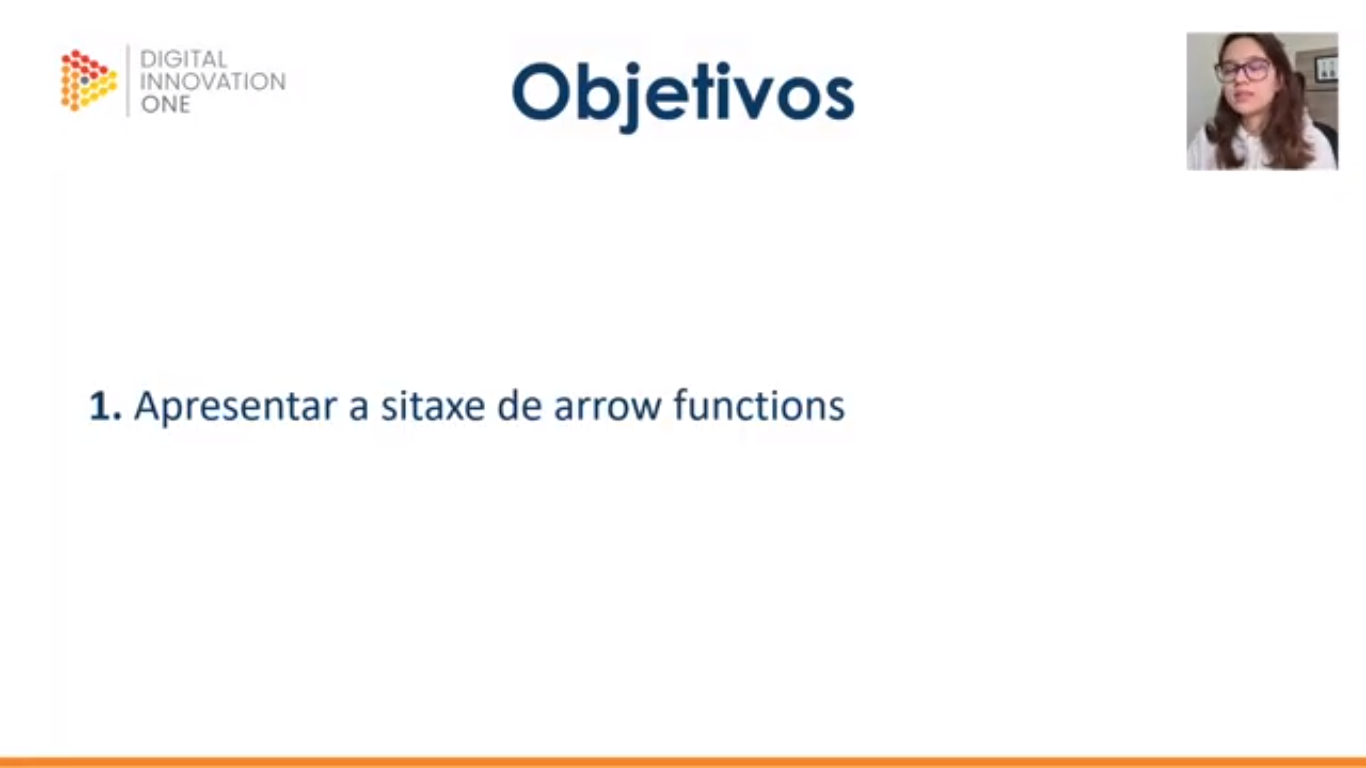 DIGITAL
INNOVATION
ONE
Objetivos
1. Apresentar a sitaxe de arrow functions